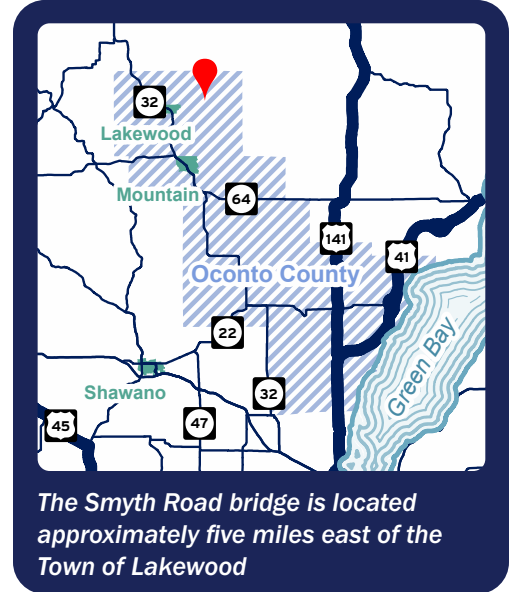 32
Lakewood
Mountain
64
141
41
Oconto County
22
Green Bay
Shawano
32
47
45
The Smyth Road bridge is located
approximately five miles east of the
Town of Lakewood